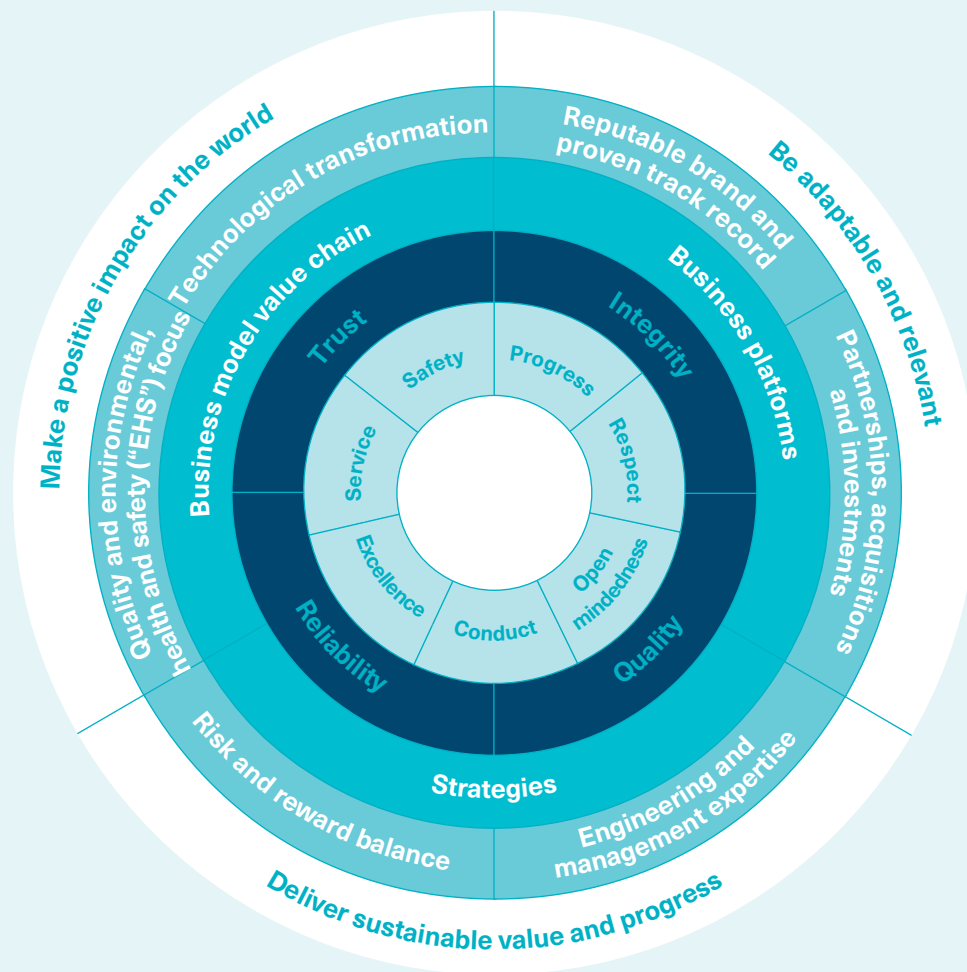 Make a positive impact on the world
Be adaptable and relevant
Deliver sustainable value and progress
Technological transformation
Reputable brand and
proven track record
Partnerships, acquisitions
and investments
Engineering and
management expertise
Risk and reward balance
Quality and environmental,
health and safety (“EHS”) focus
Business model value chain
Business platforms
Strategies
Trust
Integrity
Quality
Reliability
Safety
Progress
Respect
Open
mindedness
Conduct
Excellence
Service